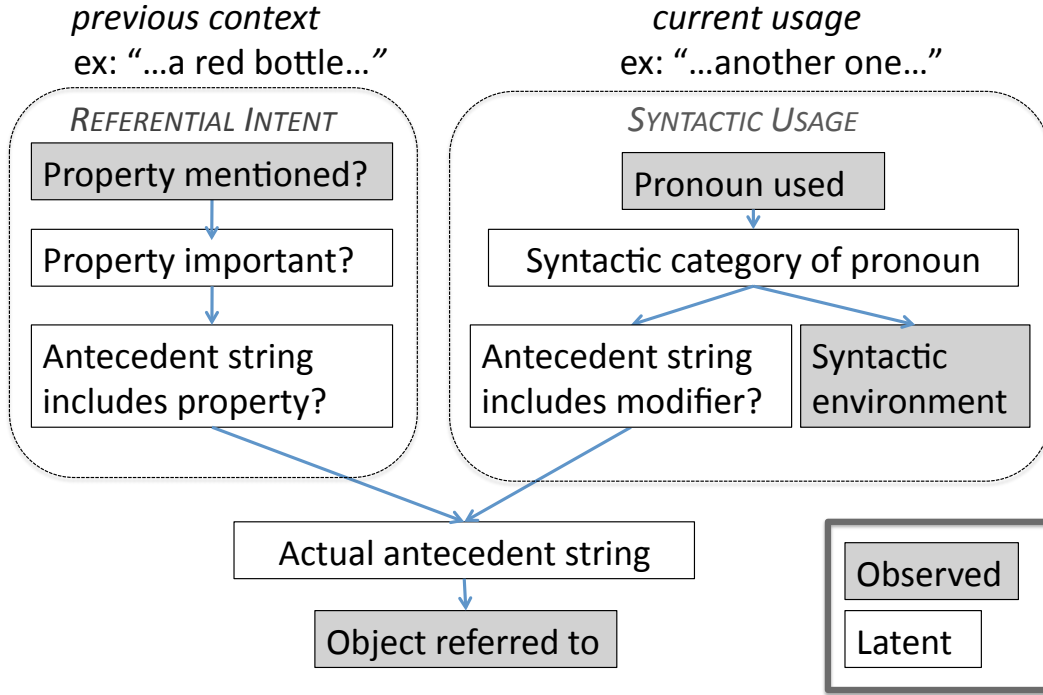 previous context
ex: “…a red bottle…”
REFERENTIAL INTENT
Property mentioned?
Property important?
Antecedent string
includes property?
current usage
ex: “…another one…”
SYNTACTIC USAGE
Pronoun used
Syntactic category of pronoun
Antecedent string
includes modifier?
Syntactic
environment
Actual antecedent string
Object referred to
Observed
Latent